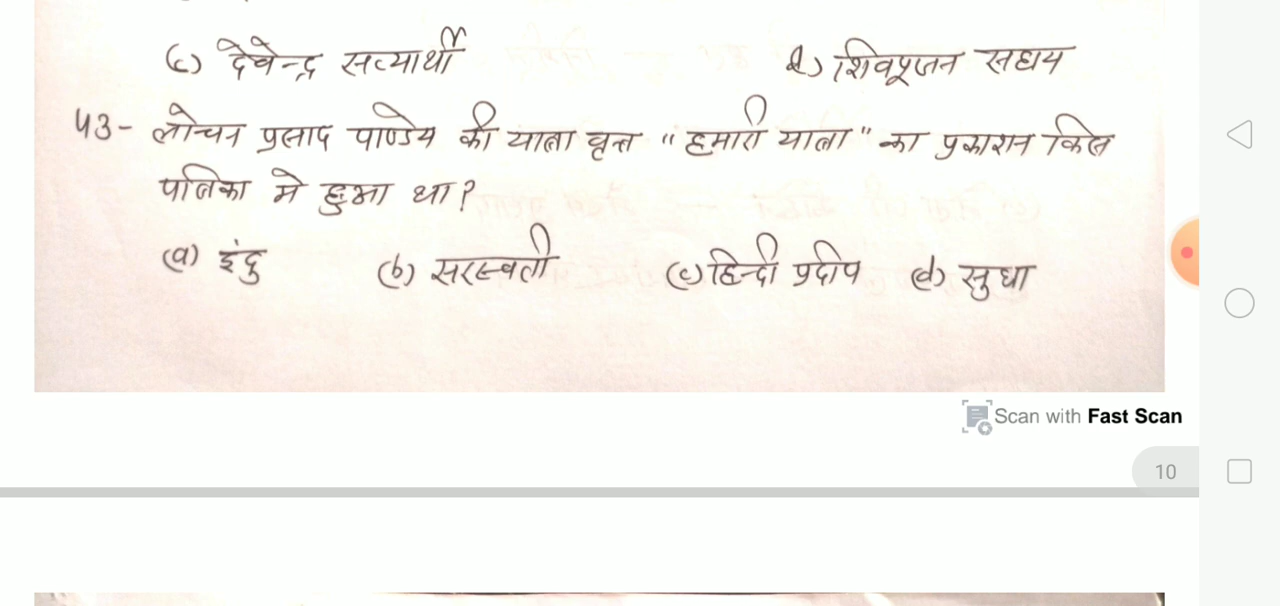 (c) देवेन्द्र सत्यार्थी d) शिवपूजन सहाय
43- लोचन प्रसाद पाण्डेय की यात्रा वृत्त "हमारी यात्रा" का प्रकाशन किस
पत्रिका मे हुआ था?
(a) इंदु (b) सरस्वती (c) हिन्दी प्रदीप (d) सुधा
Scan with Fast Scan
10